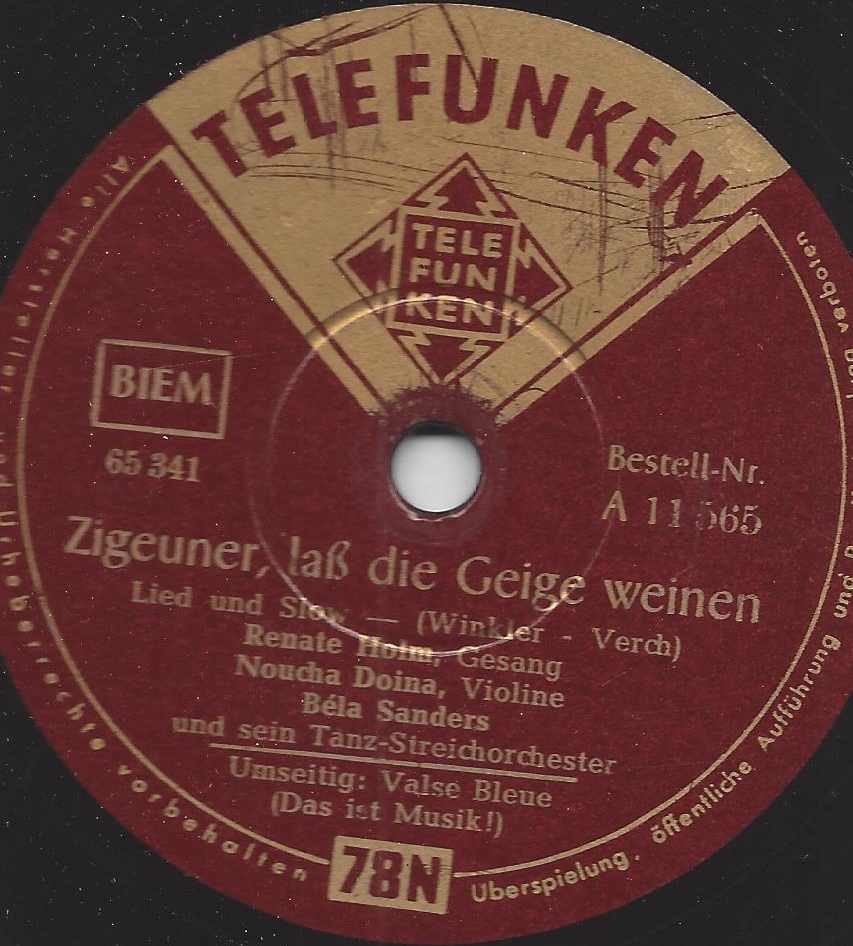 TELEFUNKEN
TELE
FUN
KEN
BIEM
65 341
Bestell-Nr.
A 11 565
Zigeuner, laß die Geige weinen
Lied und Slow — (Winkler - Verch)
Renate Holm, Gesang
Noucha Doina, Violine
Béla Sanders
und sein Tanz-Streichorchester
Umseitig: Valse Bleue
(Das ist Musik!)
78N
Alle Hersteller und Urheberrechte vorbehalten
Überspielung, öffentliche Aufführung und verboten